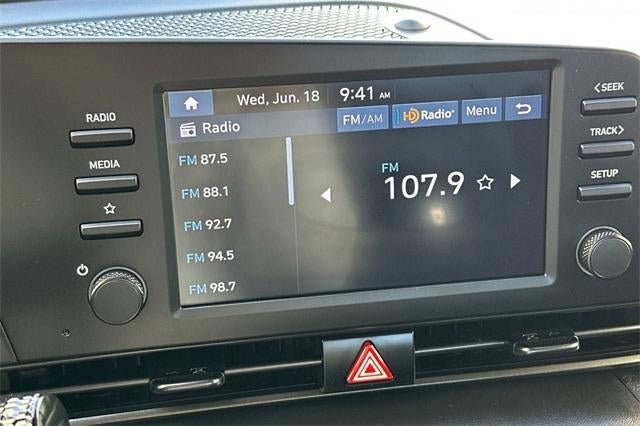 Wed, Jun. 18 9:41 AM
Radio FM/AM HD Radio Menu
FM 87.5
FM 88.1
FM 92.7
FM 94.5
FM 98.7
FM
107.9
RADIO
MEDIA
<SEEK
TRACK>
SETUP